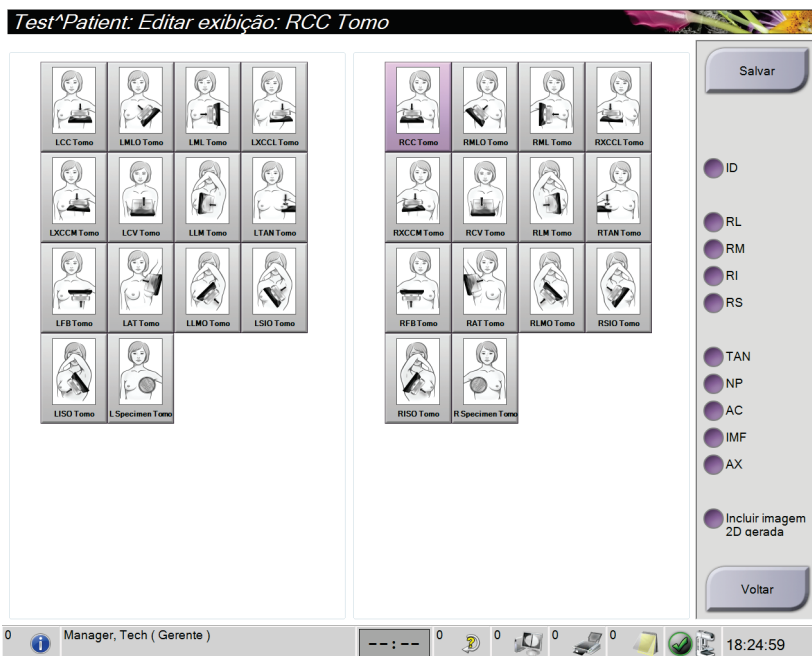 Test^Patient: Editar exibição: RCC Tomo
LCC Tomo LMLO Tomo LML Tomo LXCCL Tomo
LXCCM Tomo LCV Tomo LLM Tomo LTAN Tomo
LFB Tomo LAT Tomo LLMO Tomo LSIO Tomo
LISO Tomo L Specimen Tomo
RCC Tomo RMLO Tomo RML Tomo RXCCL Tomo
RXCCM Tomo RCV Tomo RLM Tomo RTAN Tomo
RFB Tomo RAT Tomo RLMO Tomo RSIO Tomo
RISO Tomo R Specimen Tomo
Salvar
ID
RL
RM
RI
RS
TAN
NP
AC
IMF
AX
Incluir imagem
2D gerada
Voltar
0 Manager, Tech ( Gerente ) --:-- 0 0 0 0 18:24:59